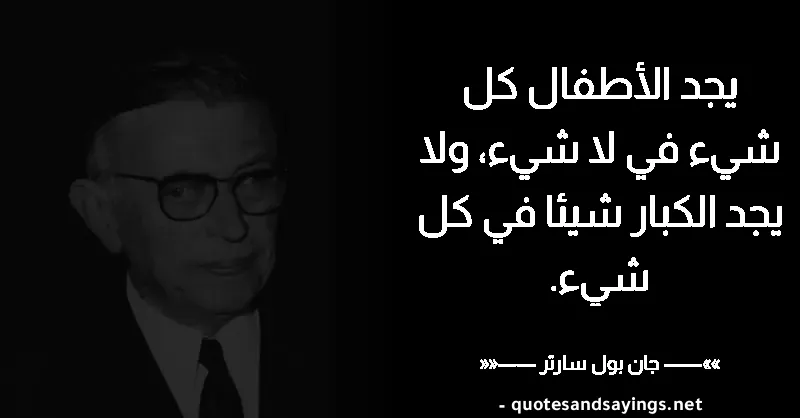 يجد الأطفال كل
شيء في لا شيء، ولا
يجد الكبار شيئا في كل
شيء.
»»—— جان بول سارتر ——««
- quotesandsayings.net